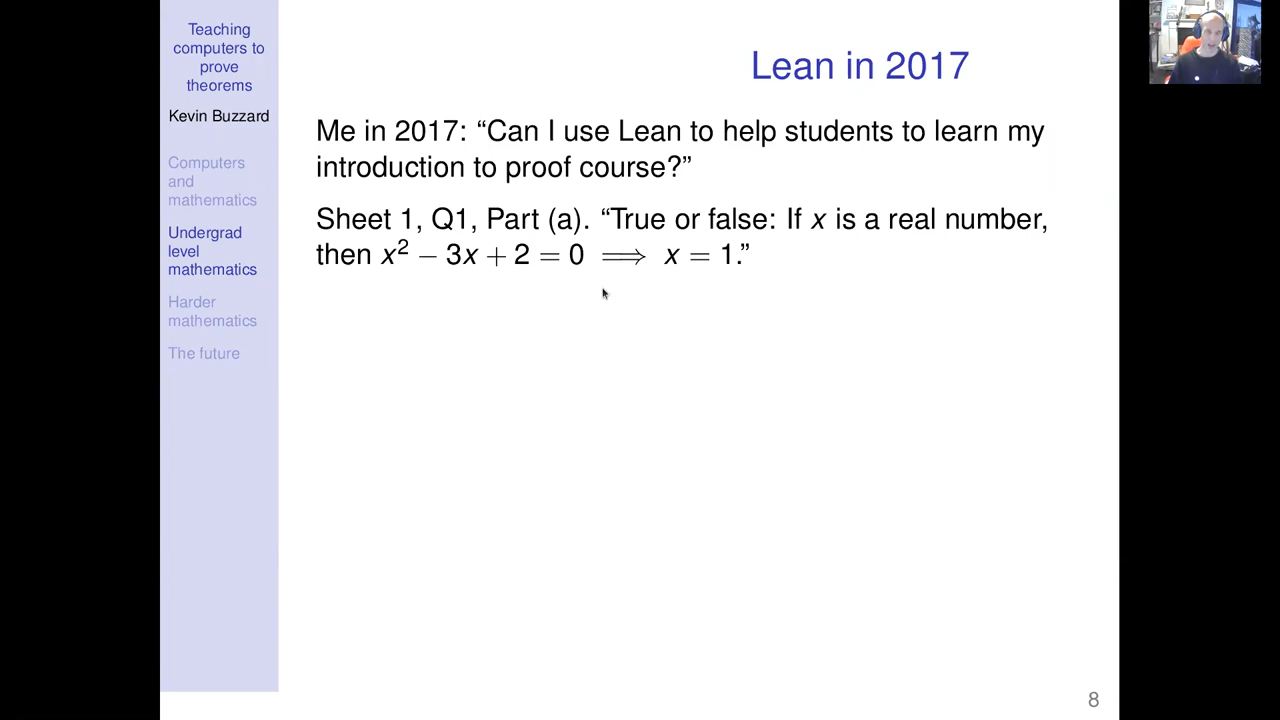 Teaching
computers to
prove
theorems
Kevin Buzzard
Computers
and
mathematics
Undergrad
level
mathematics
Harder
mathematics
The future
Lean in 2017
Me in 2017: “Can I use Lean to help students to learn my
introduction to proof course?”
Sheet 1, Q1, Part (a). “True or false: If x is a real number,
then x² − 3x + 2 = 0 ⟹ x = 1.”
8